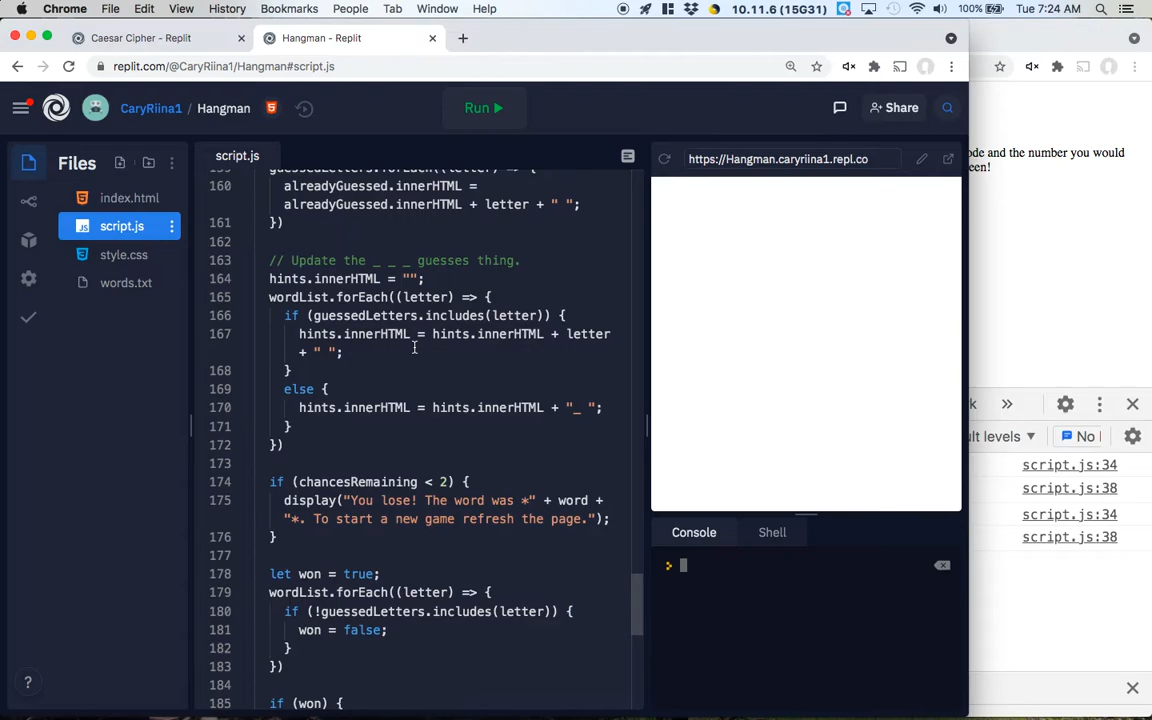 Chrome File Edit View History Bookmarks People Tab Window Help 10.11.6 (15G31) 100% Tue 7:24 AM
Caesar Cipher - Replit Hangman - Replit
replit.com/@CaryRiina1/Hangman#script.js
CaryRiina1 / Hangman Run Share
Files script.js https://Hangman.caryriina1.repl.co
index.html
script.js
style.css
words.txt
160 alreadyGuessed.innerHTML =
alreadyGuessed.innerHTML + letter + " ";
161 })
162
163 // Update the _ _ _ guesses thing.
164 hints.innerHTML = "";
165 wordList.forEach((letter) => {
166 if (guessedLetters.includes(letter)) {
167 hints.innerHTML = hints.innerHTML + letter
+ " ";
168 }
169 else {
170 hints.innerHTML = hints.innerHTML + "_ ";
171 }
172 })
173
174 if (chancesRemaining < 2) {
175 display("You lose! The word was *" + word +
"*. To start a new game refresh the page.");
176 }
177
178 let won = true;
179 wordList.forEach((letter) => {
180 if (!guessedLetters.includes(letter)) {
181 won = false;
182 }
183 })
184
185 if (won) {
Console Shell
ode and the number you would
een!
ult levels No
script.js:34
script.js:38
script.js:34
script.js:38